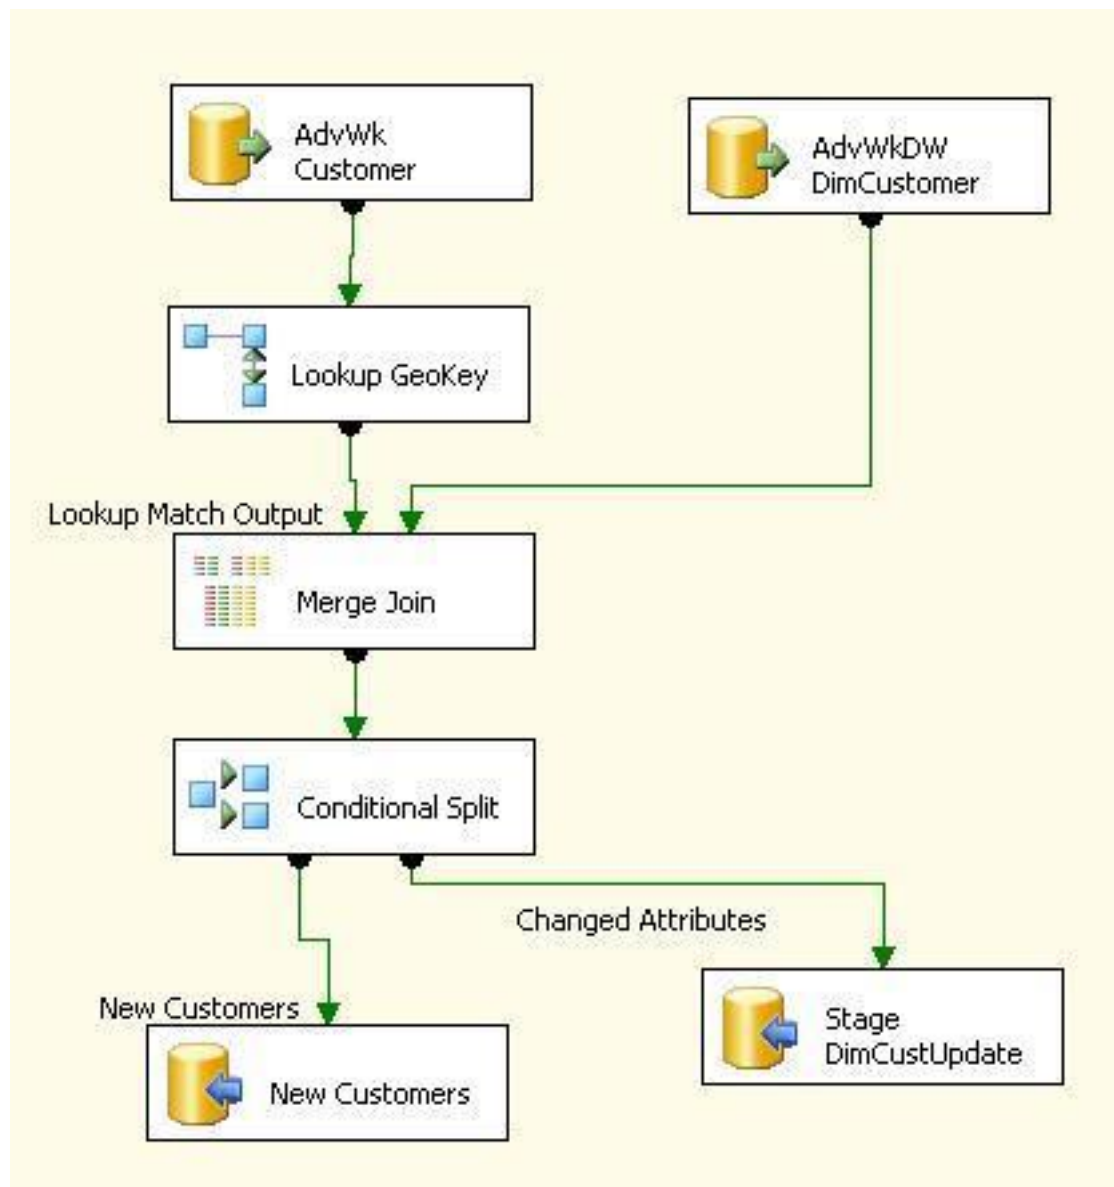 AdvWk
Customer
AdvWkDW
DimCustomer
Lookup GeoKey
Lookup Match Output
Merge Join
Conditional Split
Changed Attributes
New Customers
Stage
DimCustUpdate
New Customers